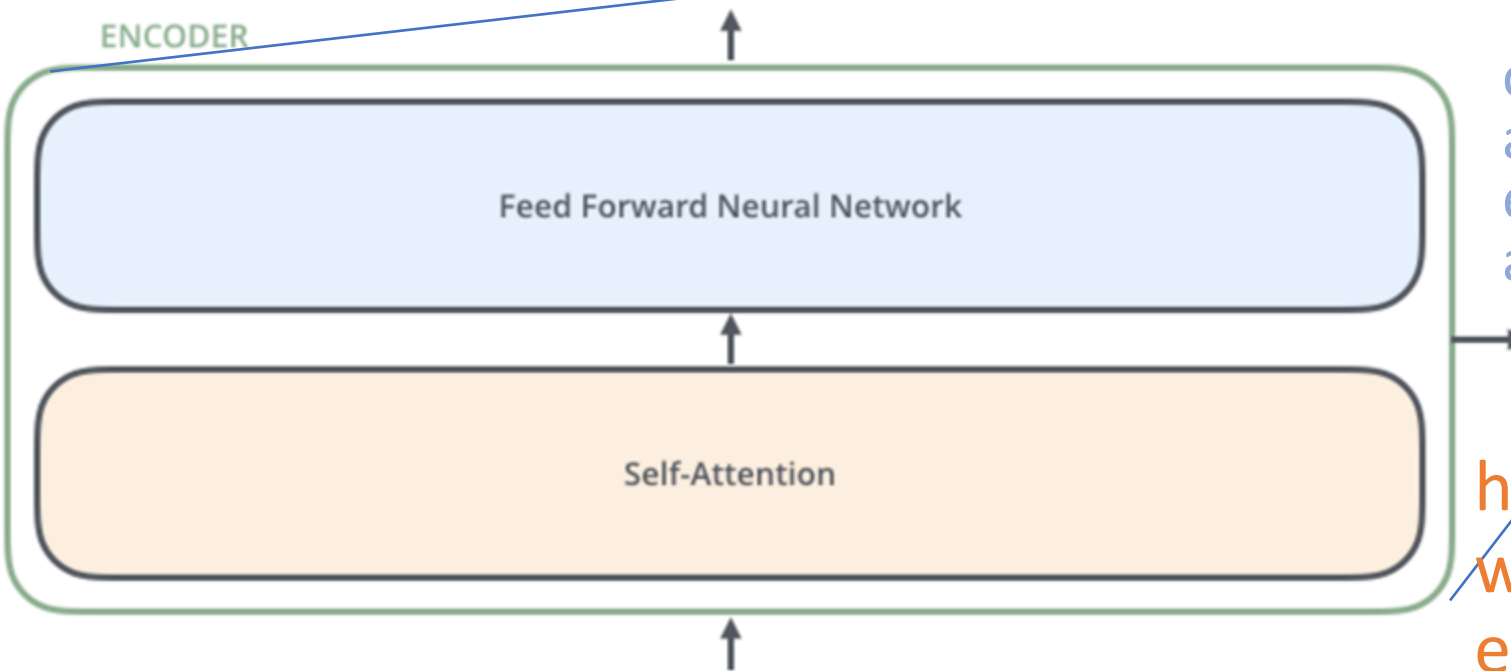 ENCODER
Feed Forward Neural Network
Self-Attention
h
w
e